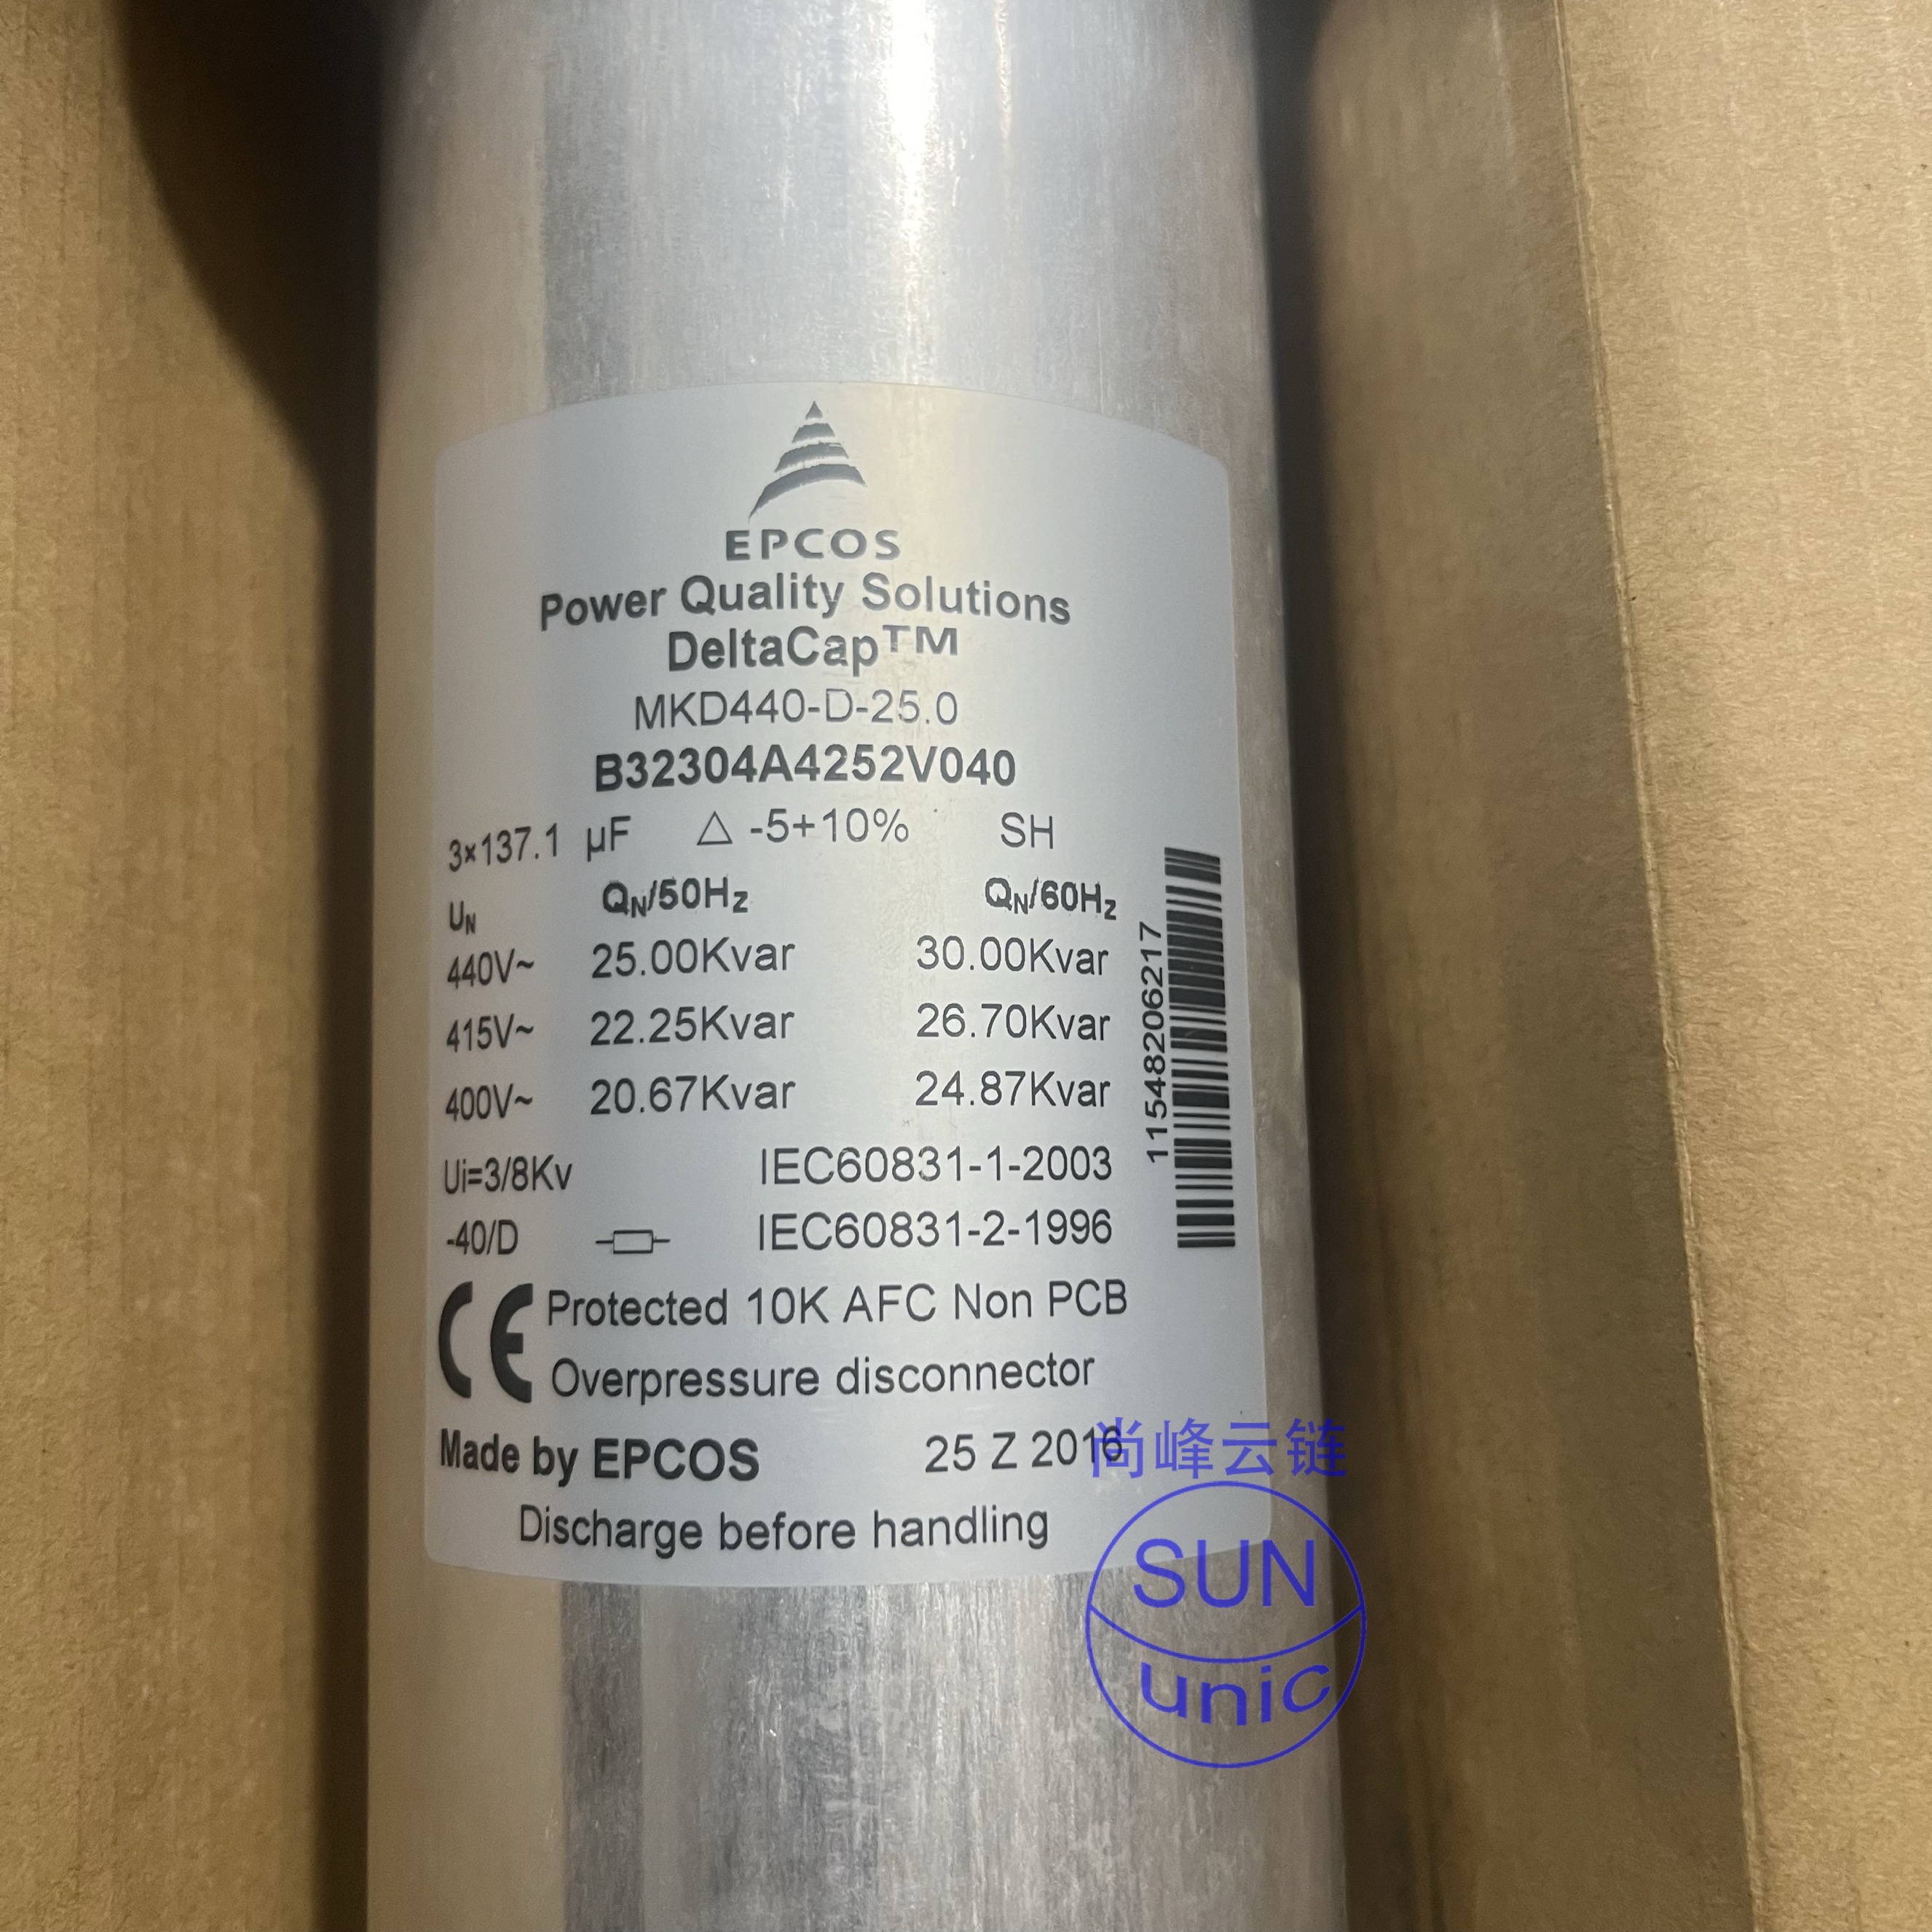 EPCOS
Power Quality Solutions
DeltaCap™
MKD440-D-25.0
B32304A4252V040
3×137.1 µF △ -5+10% SH
UN QN/50Hz QN/60Hz
440V~ 25.00Kvar 30.00Kvar
415V~ 22.25Kvar 26.70Kvar
400V~ 20.67Kvar 24.87Kvar
Ui=3/8Kv IEC60831-1-2003
-40/D IEC60831-2-1996
CE Protected 10K AFC Non PCB
Overpressure disconnector
Made by EPCOS 25 Z 2016
Discharge before handling
115482062​17
尚峰云链
SUN
unic